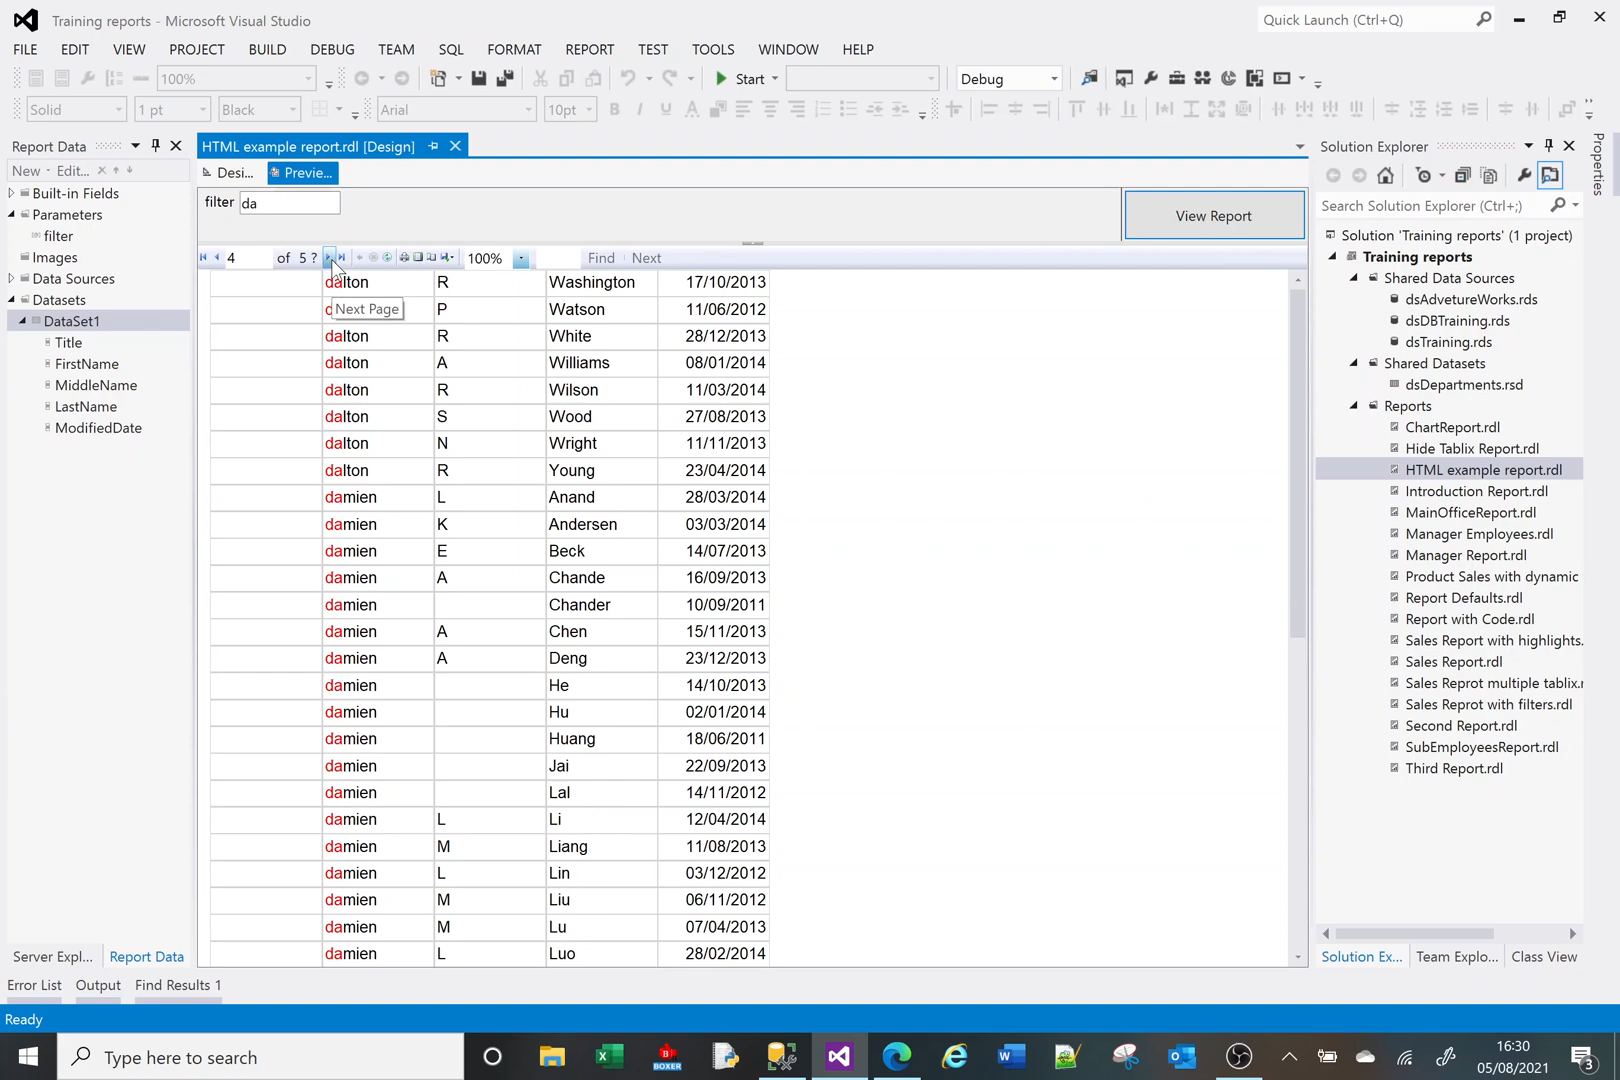 Training reports - Microsoft Visual Studio
Quick Launch (Ctrl+Q)
FILE EDIT VIEW PROJECT BUILD DEBUG TEAM SQL FORMAT REPORT TEST TOOLS WINDOW HELP
100% Start Debug
Solid 1 pt Black Arial 10pt B I U A
Report Data
New Edit...
Built-in Fields
Parameters
filter
Images
Data Sources
Datasets
DataSet1
Title
FirstName
MiddleName
LastName
ModifiedDate
Server Expl... Report Data
HTML example report.rdl [Design]
Desi... Previe...
filter da
View Report
4 of 5 ? 100% Find Next
Next Page
dalton R Washington 17/10/2013
d P Watson 11/06/2012
dalton R White 28/12/2013
dalton A Williams 08/01/2014
dalton R Wilson 11/03/2014
dalton S Wood 27/08/2013
dalton N Wright 11/11/2013
dalton R Young 23/04/2014
damien L Anand 28/03/2014
damien K Andersen 03/03/2014
damien E Beck 14/07/2013
damien A Chande 16/09/2013
damien Chander 10/09/2011
damien A Chen 15/11/2013
damien A Deng 23/12/2013
damien He 14/10/2013
damien Hu 02/01/2014
damien Huang 18/06/2011
damien Jai 22/09/2013
damien Lal 14/11/2012
damien L Li 12/04/2014
damien M Liang 11/08/2013
damien L Lin 03/12/2012
damien M Liu 06/11/2012
damien M Lu 07/04/2013
damien L Luo 28/02/2014
Solution Explorer
Search Solution Explorer (Ctrl+;)
Solution 'Training reports' (1 project)
Training reports
Shared Data Sources
dsAdvetureWorks.rds
dsDBTraining.rds
dsTraining.rds
Shared Datasets
dsDepartments.rsd
Reports
ChartReport.rdl
Hide Tablix Report.rdl
HTML example report.rdl
Introduction Report.rdl
MainOfficeReport.rdl
Manager Employees.rdl
Manager Report.rdl
Product Sales with dynamic
Report Defaults.rdl
Report with Code.rdl
Sales Report with highlights.
Sales Report.rdl
Sales Reprot multiple tablix.r
Sales Reprot with filters.rdl
Second Report.rdl
SubEmployeesReport.rdl
Third Report.rdl
Solution Ex... Team Explo... Class View
Properties
Error List Output Find Results 1
Ready
Type here to search
BOXER
16:30
05/08/2021
3